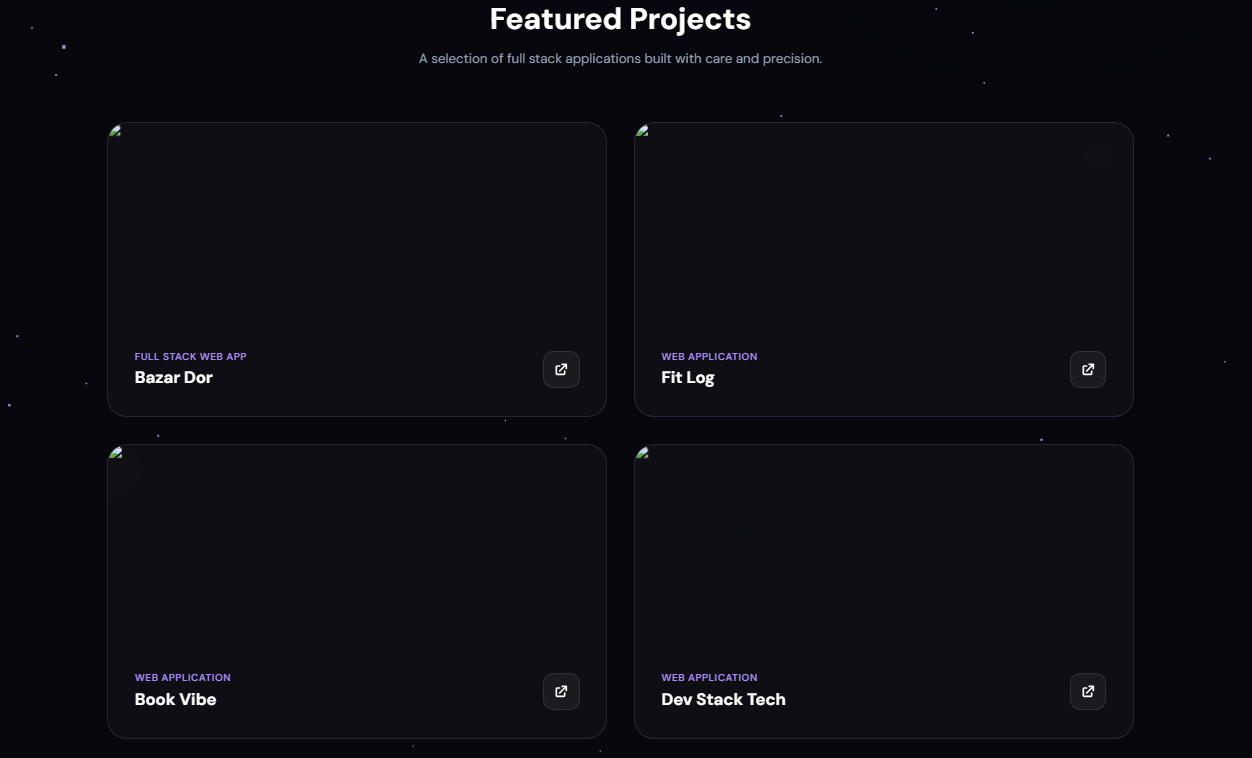 Featured Projects
A selection of full stack applications built with care and precision.
FULL STACK WEB APP
Bazar Dor
WEB APPLICATION
Fit Log
WEB APPLICATION
Book Vibe
WEB APPLICATION
Dev Stack Tech